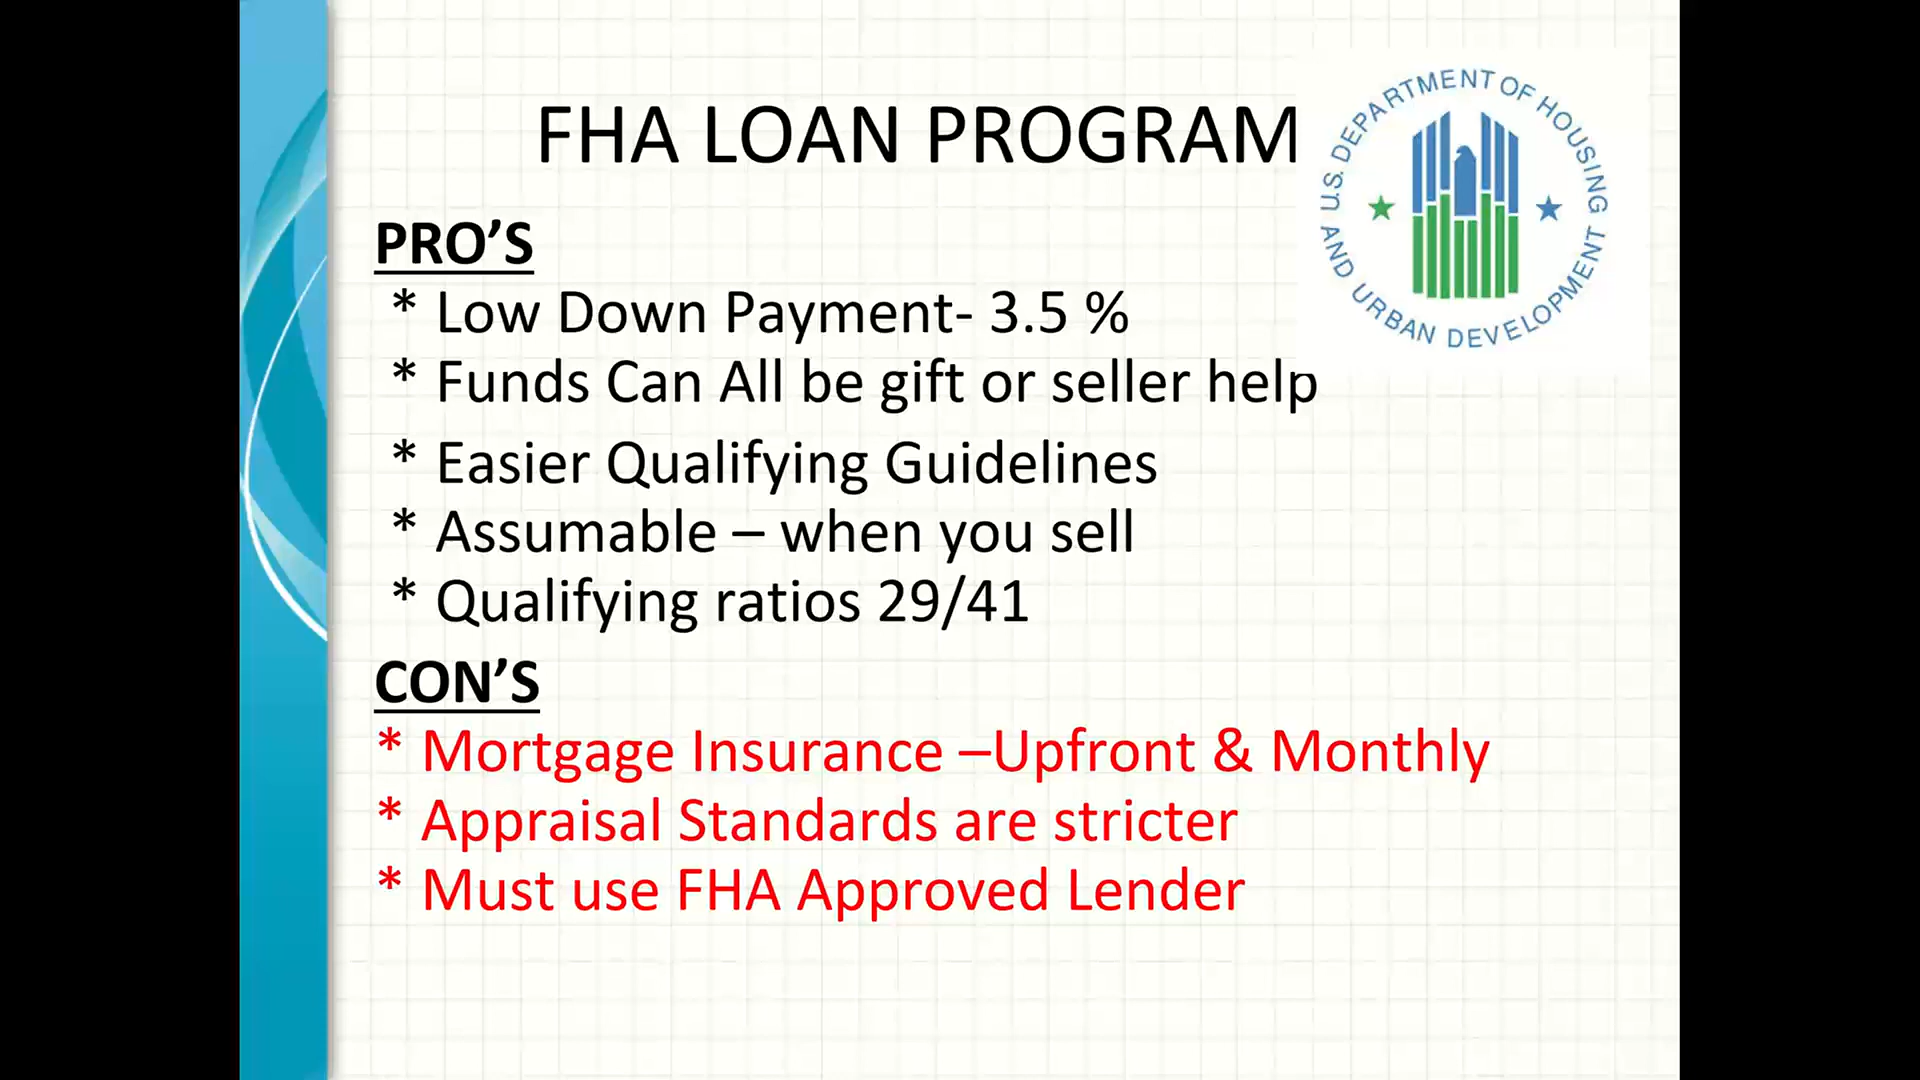 FHA LOAN PROGRAM
U.S. DEPARTMENT OF HOUSING
AND URBAN DEVELOPMENT
PRO’S
* Low Down Payment- 3.5 %
* Funds Can All be gift or seller help
* Easier Qualifying Guidelines
* Assumable – when you sell
* Qualifying ratios 29/41
CON’S
* Mortgage Insurance –Upfront & Monthly
* Appraisal Standards are stricter
* Must use FHA Approved Lender